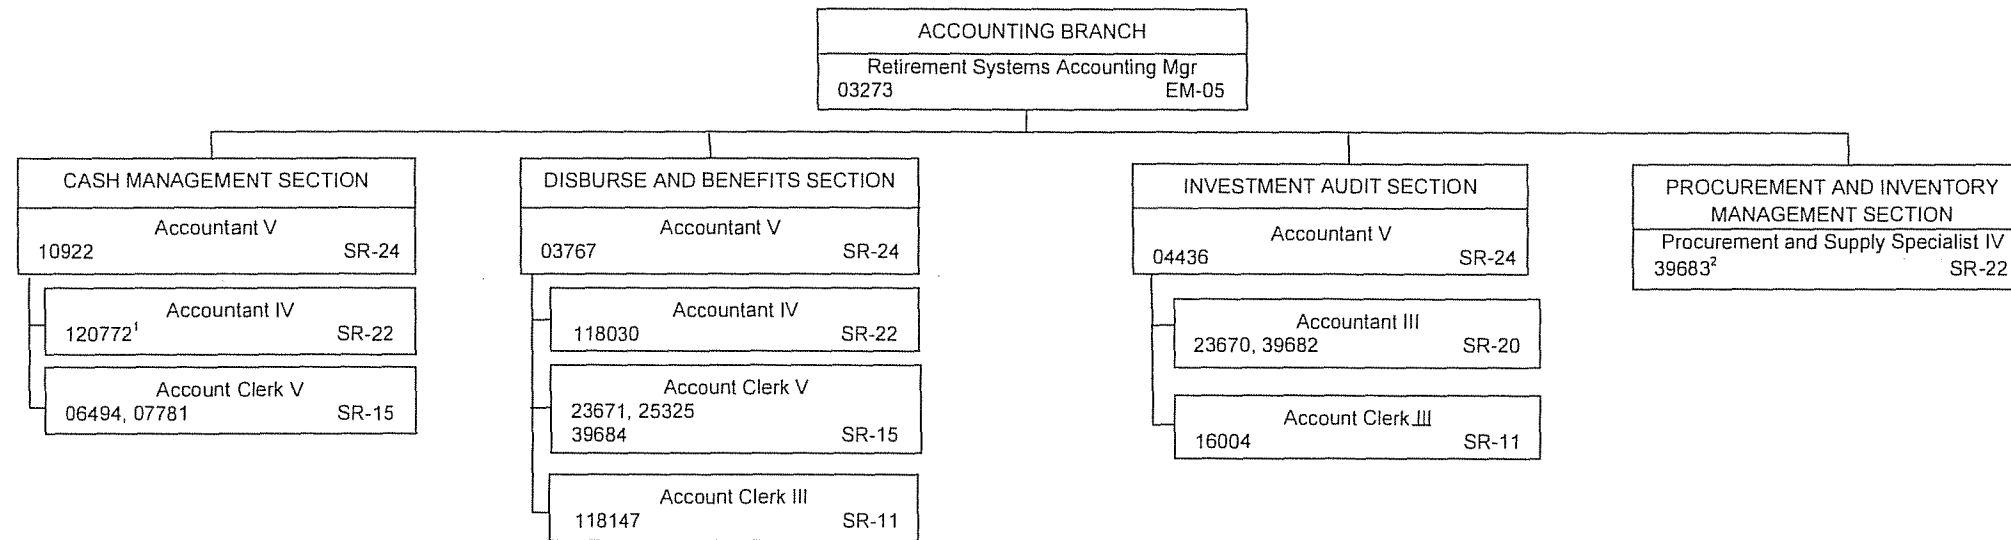 ACCOUNTING BRANCH
Retirement Systems Accounting Mgr
03273 EM-05
CASH MANAGEMENT SECTION
Accountant V
10922 SR-24
Accountant IV
120772¹ SR-22
Account Clerk V
06494, 07781 SR-15
DISBURSE AND BENEFITS SECTION
Accountant V
03767 SR-24
Accountant IV
118030 SR-22
Account Clerk V
23671, 25325
39684 SR-15
Account Clerk III
118147 SR-11
INVESTMENT AUDIT SECTION
Accountant V
04436 SR-24
Accountant III
23670, 39682 SR-20
Account Clerk III
16004 SR-11
PROCUREMENT AND INVENTORY
MANAGEMENT SECTION
Procurement and Supply Specialist IV
39683² SR-22